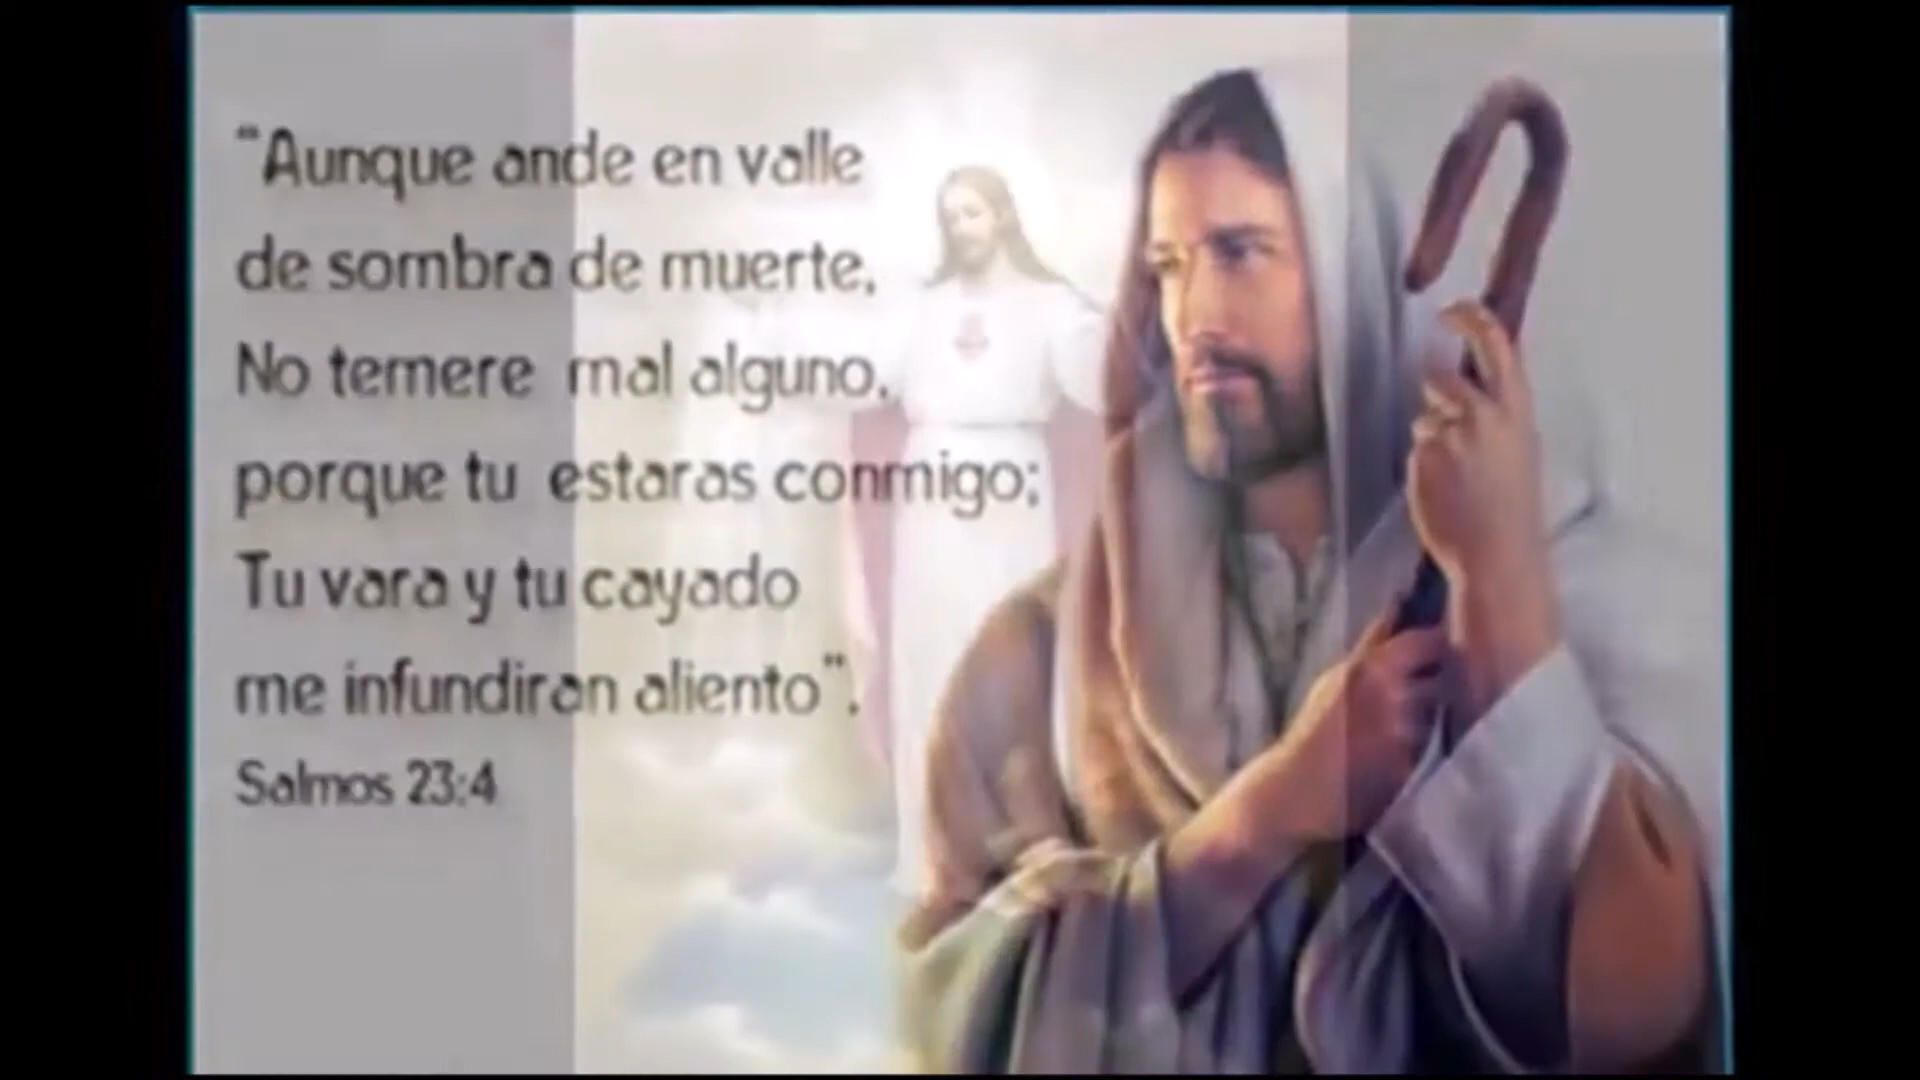 “Aunque ande en valle
de sombra de muerte,
No temere mal alguno,
porque tu estaras conmigo;
Tu vara y tu cayado
me infundiran aliento”.
Salmos 23:4